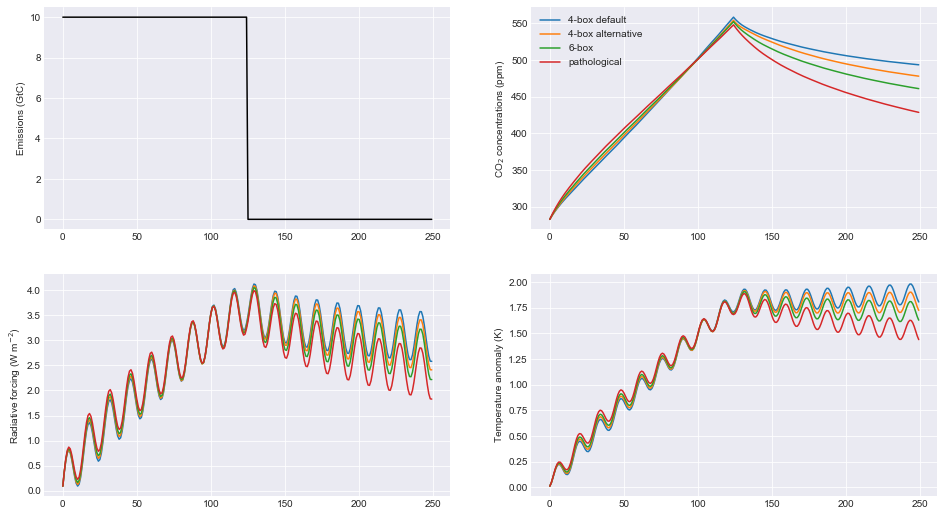 Emissions (GtC)
10
8
6
4
2
0
0 50 100 150 200 250
CO2 concentrations (ppm)
550
500
450
400
350
300
0 50 100 150 200 250
4-box default
4-box alternative
6-box
pathological
Radiative forcing (W m−2)
4.0
3.5
3.0
2.5
2.0
1.5
1.0
0.5
0.0
0 50 100 150 200 250
Temperature anomaly (K)
2.00
1.75
1.50
1.25
1.00
0.75
0.50
0.25
0.00
0 50 100 150 200 250